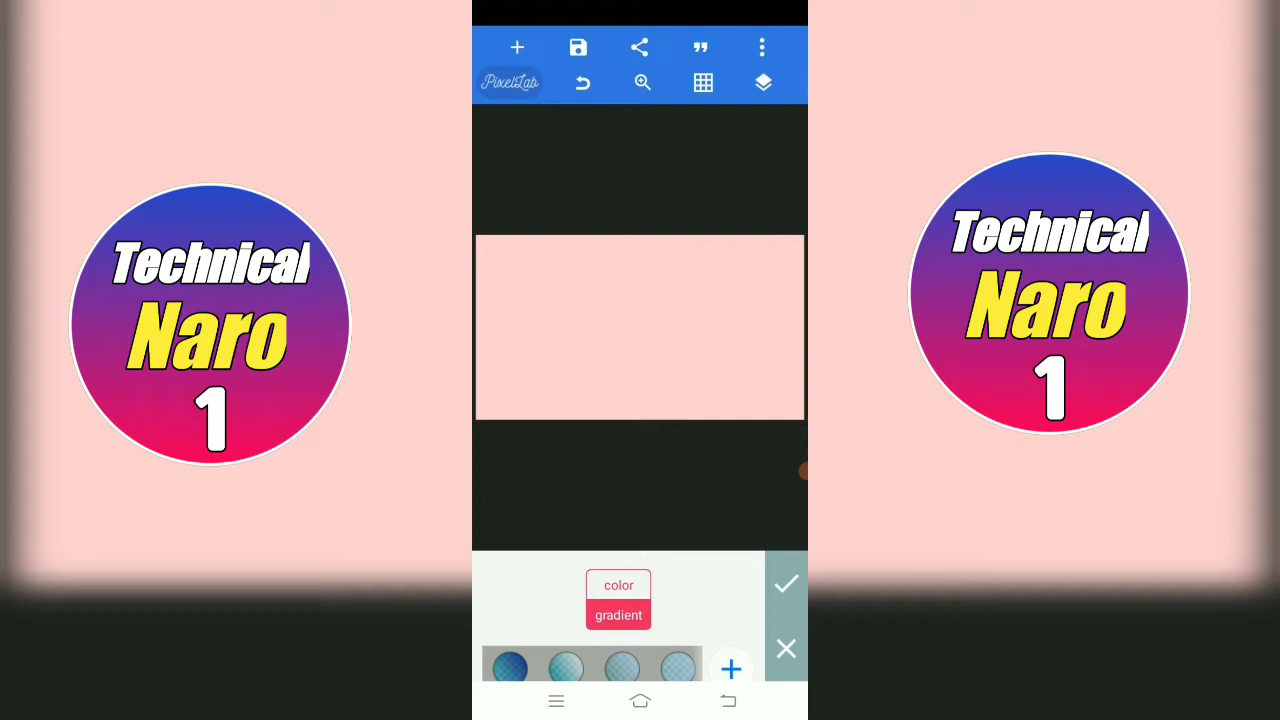 PixelLab
color
gradient
Technical
Naro
1
Technical
Naro
1